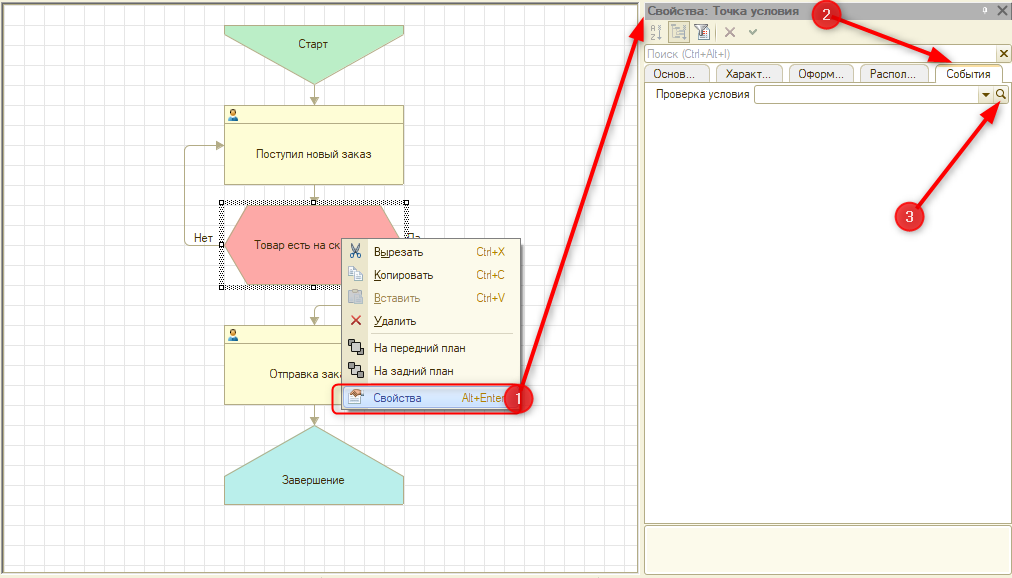 Старт
Поступил новый заказ
Нет
Товар есть на ск
Отправка зака
Завершение
Вырезать Ctrl+X
Копировать Ctrl+C
Вставить Ctrl+V
Удалить
На передний план
На задний план
Свойства Alt+Enter
1
Свойства: Точка условия
2
Поиск (Ctrl+Alt+I)
Основ... Характ... Оформ... Распол... События
Проверка условия
3